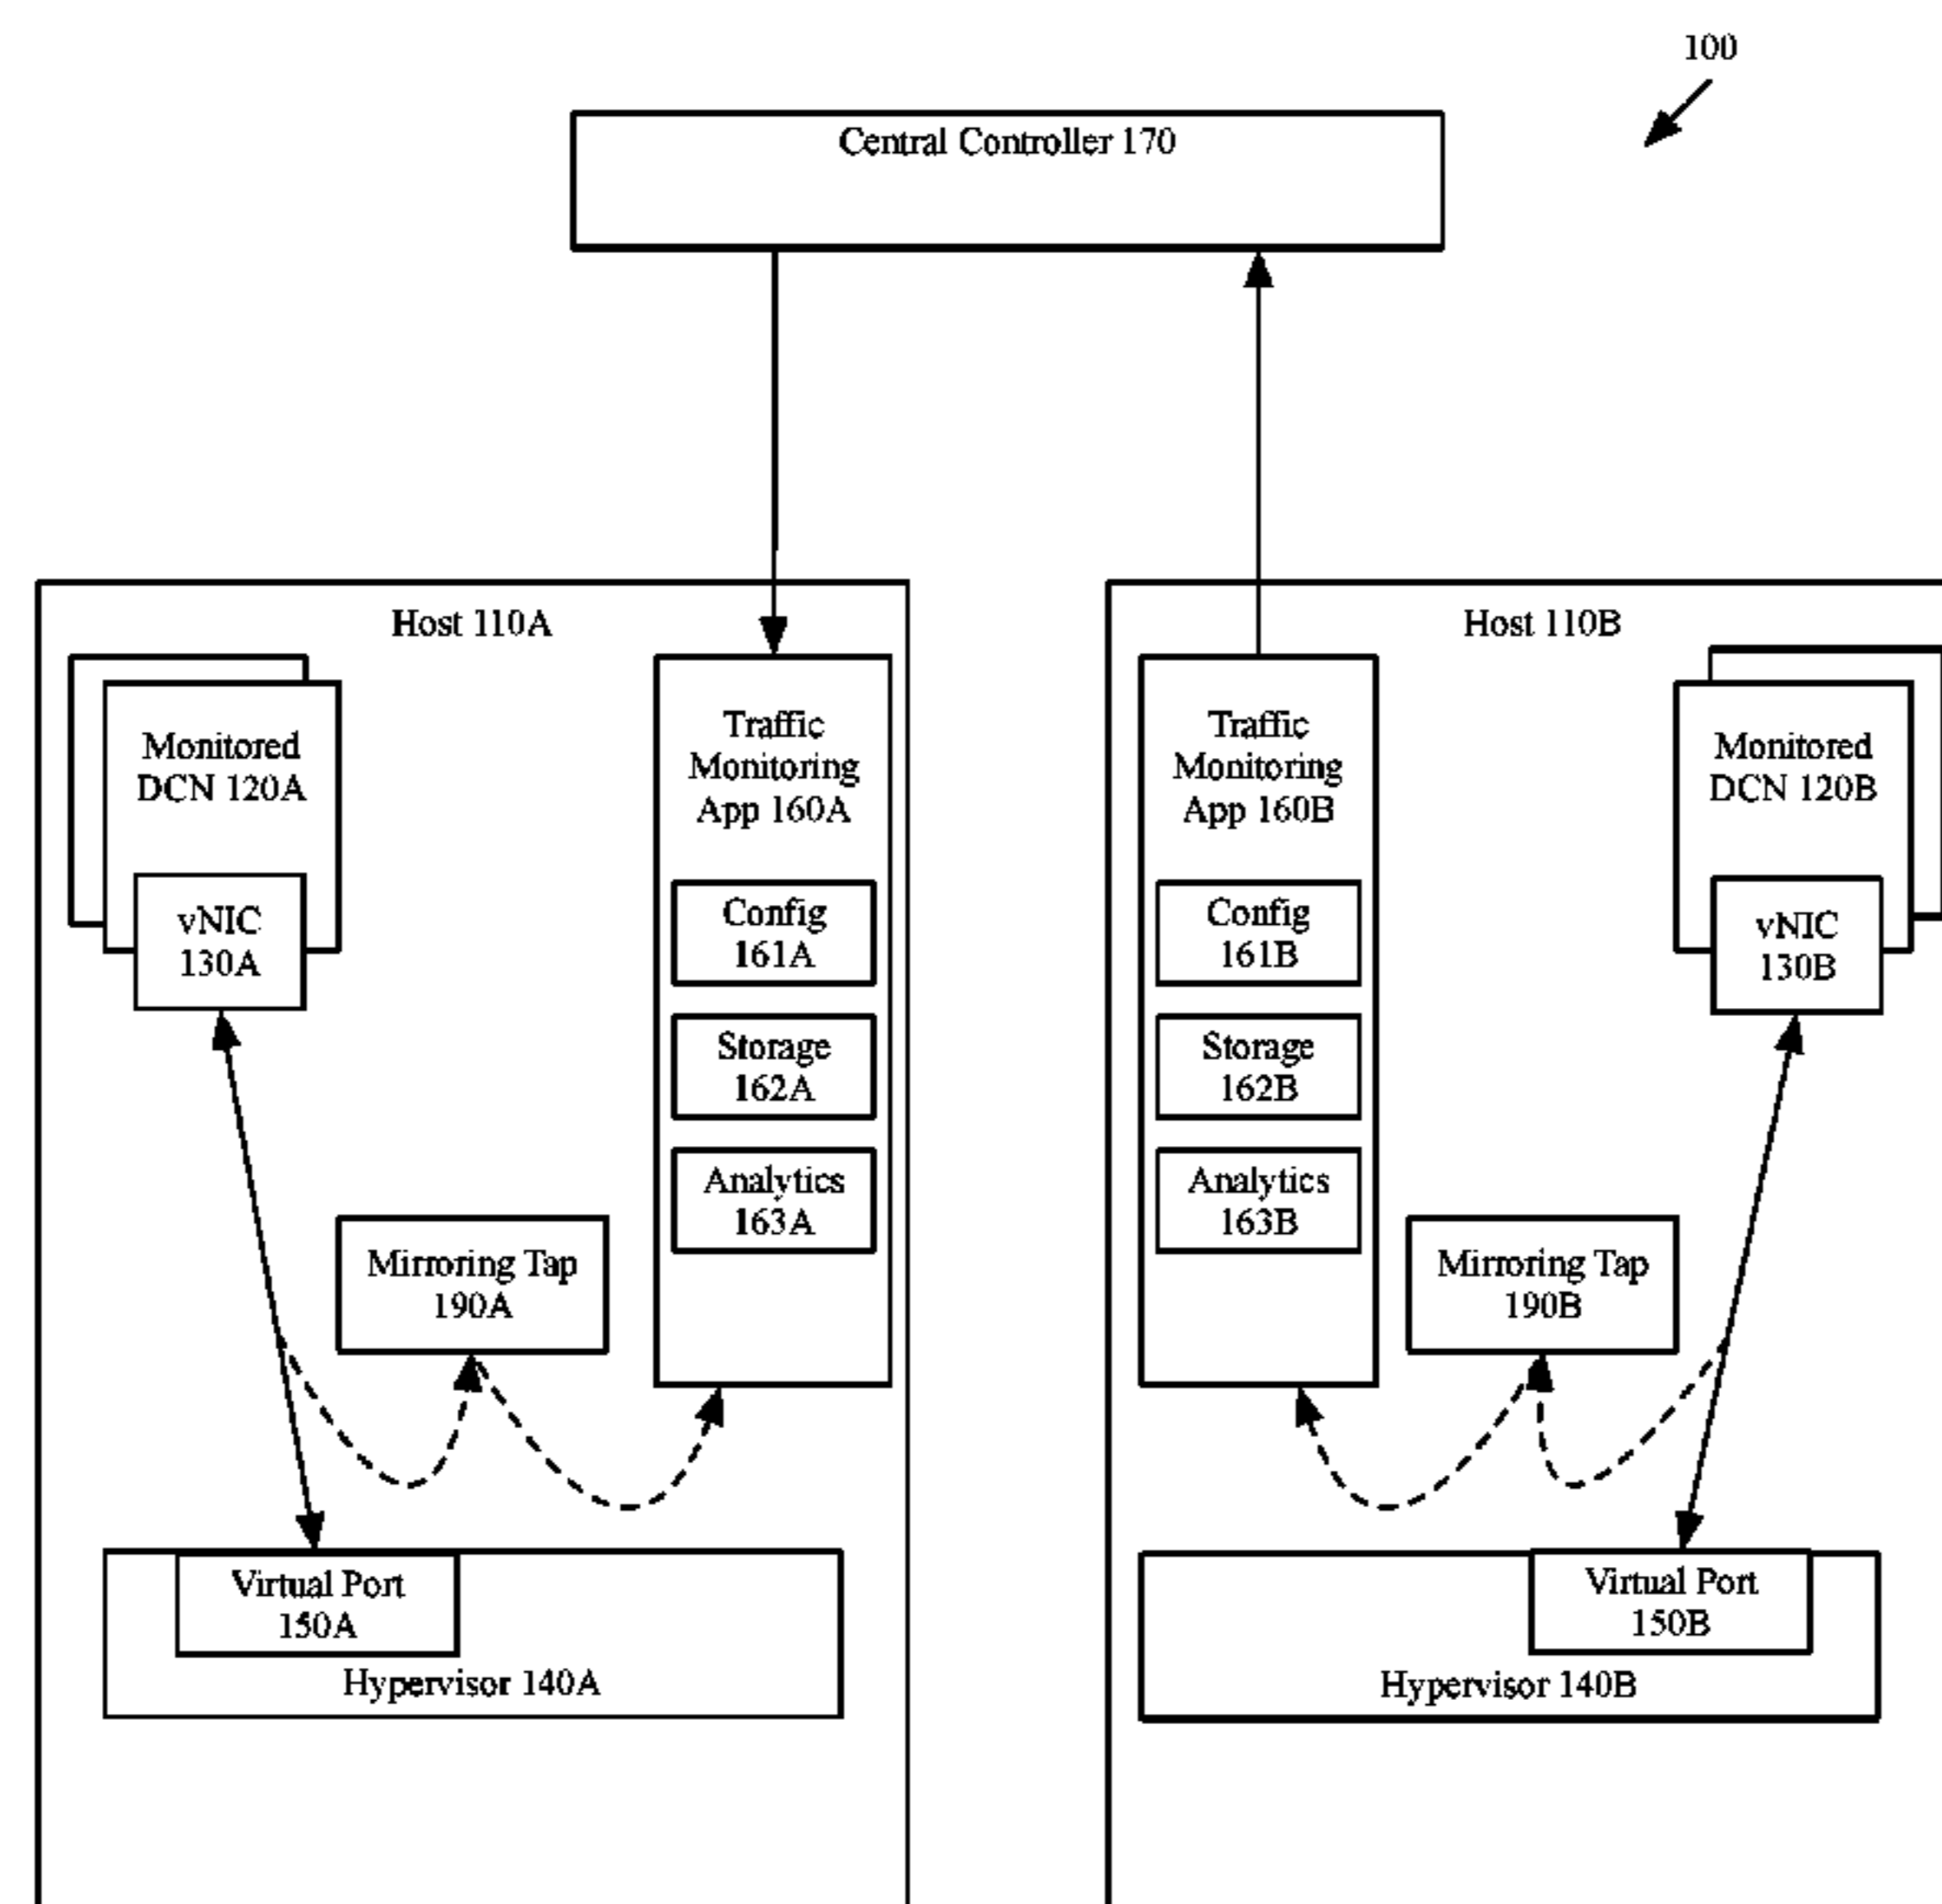 100
Central Controller 170
Host 110A
Monitored
DCN 120A
vNIC
130A
Traffic
Monitoring
App 160A
Config
161A
Storage
162A
Analytics
163A
Mirroring Tap
190A
Virtual Port
150A
Hypervisor 140A
Host 110B
Traffic
Monitoring
App 160B
Config
161B
Storage
162B
Analytics
163B
Monitored
DCN 120B
vNIC
130B
Mirroring Tap
190B
Virtual Port
150B
Hypervisor 140B